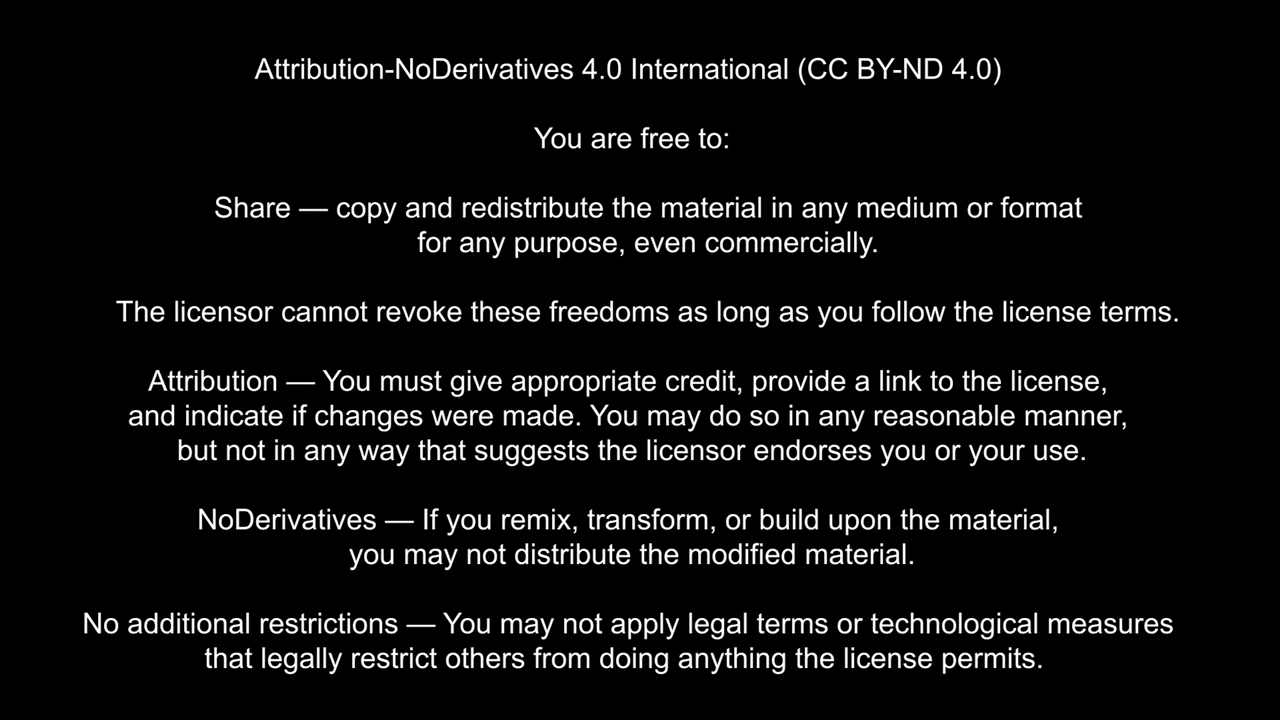 Attribution-NoDerivatives 4.0 International (CC BY-ND 4.0)
You are free to:
Share — copy and redistribute the material in any medium or format
for any purpose, even commercially.
The licensor cannot revoke these freedoms as long as you follow the license terms.
Attribution — You must give appropriate credit, provide a link to the license,
and indicate if changes were made. You may do so in any reasonable manner,
but not in any way that suggests the licensor endorses you or your use.
NoDerivatives — If you remix, transform, or build upon the material,
you may not distribute the modified material.
No additional restrictions — You may not apply legal terms or technological measures
that legally restrict others from doing anything the license permits.